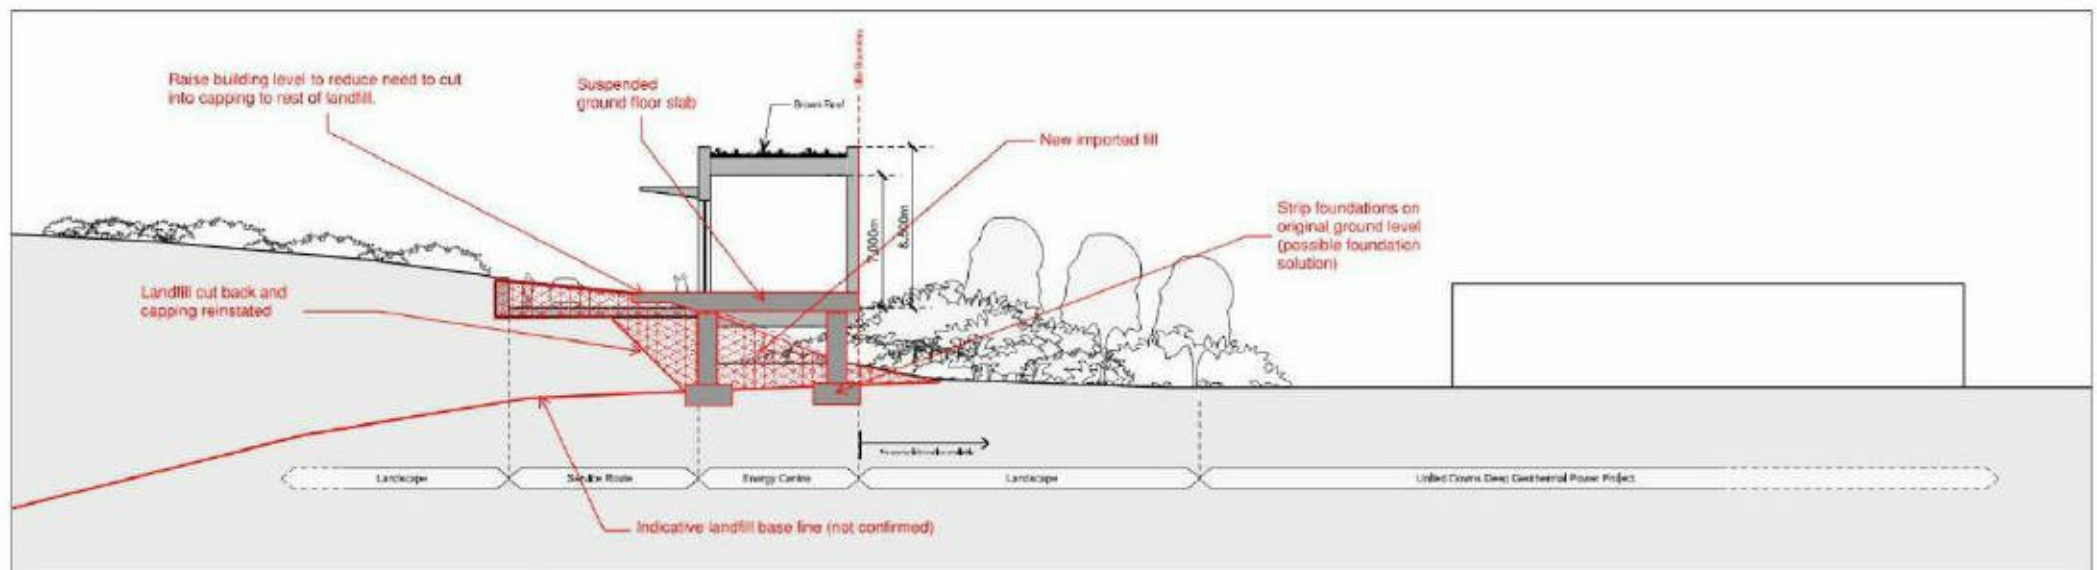 Site Boundary
Raise building level to reduce need to cut
into capping to rest of landfill.
Suspended
ground floor slab
Brown Roof
New imported fill
Strip foundations on
original ground level
(possible foundation
solution)
7.000m
8.500m
Landfill cut back and
capping reinstated
Landscape
Service Route
Energy Centre
Landscape
United Downs Deep Geothermal Power Project
Indicative landfill base line (not confirmed)